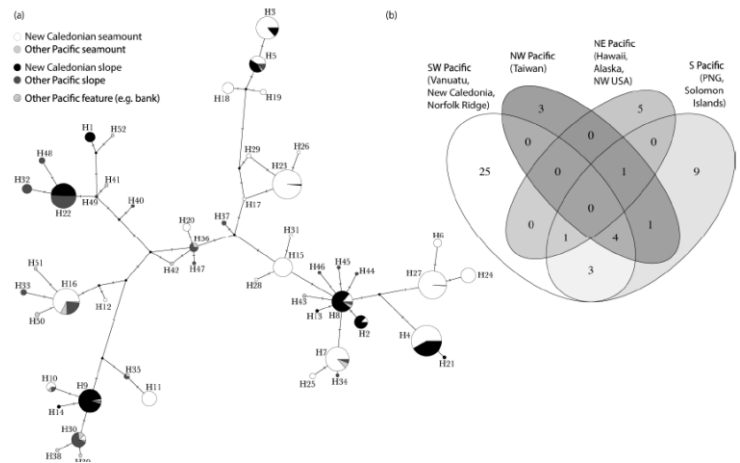 (a)
New Caledonian seamount
Other Pacific seamount
New Caledonian slope
Other Pacific slope
Other Pacific feature (e.g. bank)
H3
H5
H18
H19
H1
H52
H48
H32
H22
H49
H41
H40
H29
H26
H23
H17
H20
H36
H37
H42
H47
H31
H15
H28
H51
H33
H16
H50
H12
H46
H45
H44
H43
H13
H8
H2
H6
H27
H24
H4
H21
H7
H25
H34
H35
H10
H9
H11
H14
H30
H38
(b)
SW Pacific
(Vanuatu,
New Caledonia,
Norfolk Ridge)
NW Pacific
(Taiwan)
NE Pacific
(Hawaii,
Alaska,
NW USA)
S Pacific
(PNG,
Solomon
Islands)
3
5
0
0
0
25
0
1
9
0
0
1
4
1
3